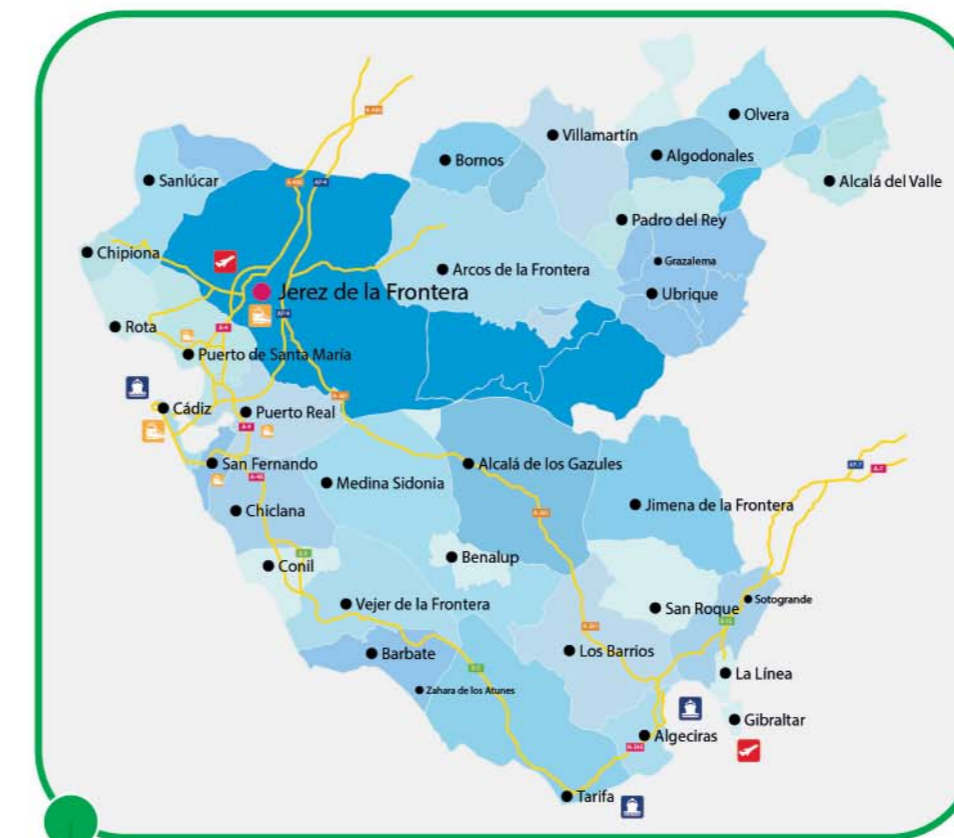 Olvera
Villamartín
Bornos
Algodonales
Sanlúcar
Alcalá del Valle
Padro del Rey
Chipiona
Grazalema
Arcos de la Frontera
Jerez de la Frontera
Ubrique
Rota
Puerto de Santa María
Cádiz
Puerto Real
San Fernando
Alcalá de los Gazules
Medina Sidonia
Jimena de la Frontera
Chiclana
Benalup
Conil
Sotogrande
Vejer de la Frontera
San Roque
Los Barrios
Barbate
La Línea
Zahara de los Atunes
Gibraltar
Algeciras
Tarifa